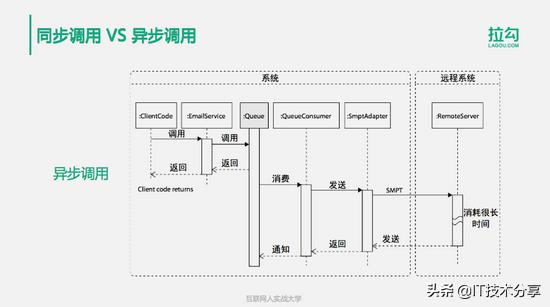 同步调用 VS 异步调用
拉勾
LAGOU.COM
系统
远程系统
:ClientCode
:EmailService
:Queue
:QueueConsumer
:SmptAdapter
:RemoteServer
调用
调用
返回
返回
Client code returns
异步调用
消费
发送
SMPT
消耗很长
时间
通知
返回
发送
互联网人实战大学
头条 @IT技术分享